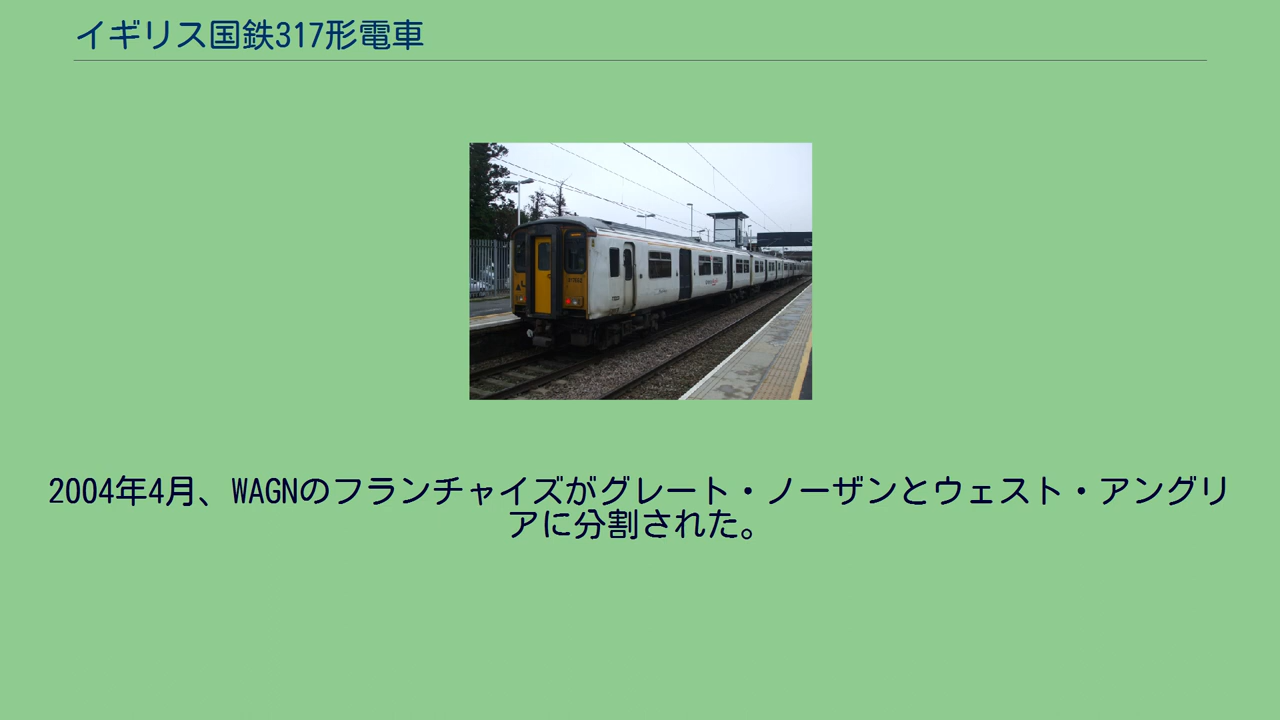 イギリス国鉄317形電車
2004年4月、WAGNのフランチャイズがグレート・ノーザンとウェスト・アングリ
アに分割された。